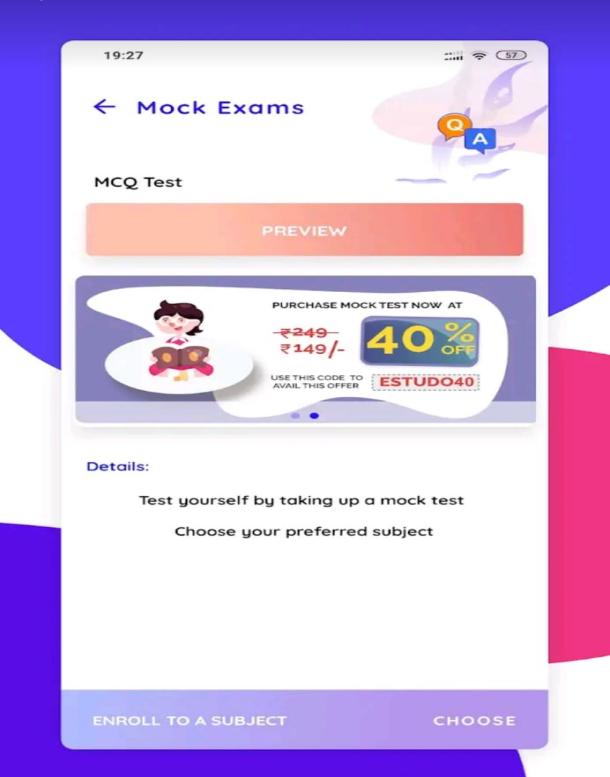 19:27
57
← Mock Exams
Q
A
MCQ Test
PREVIEW
PURCHASE MOCK TEST NOW AT
₹249
₹149/-
40% OFF
USE THIS CODE TO
AVAIL THIS OFFER
ESTUDO40
Details:
Test yourself by taking up a mock test
Choose your preferred subject
ENROLL TO A SUBJECT
CHOOSE